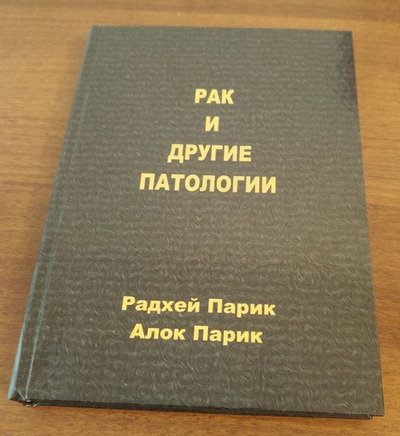 РАК
И
ДРУГИЕ
ПАТОЛОГИИ
Радхей Парик
Алок Парик